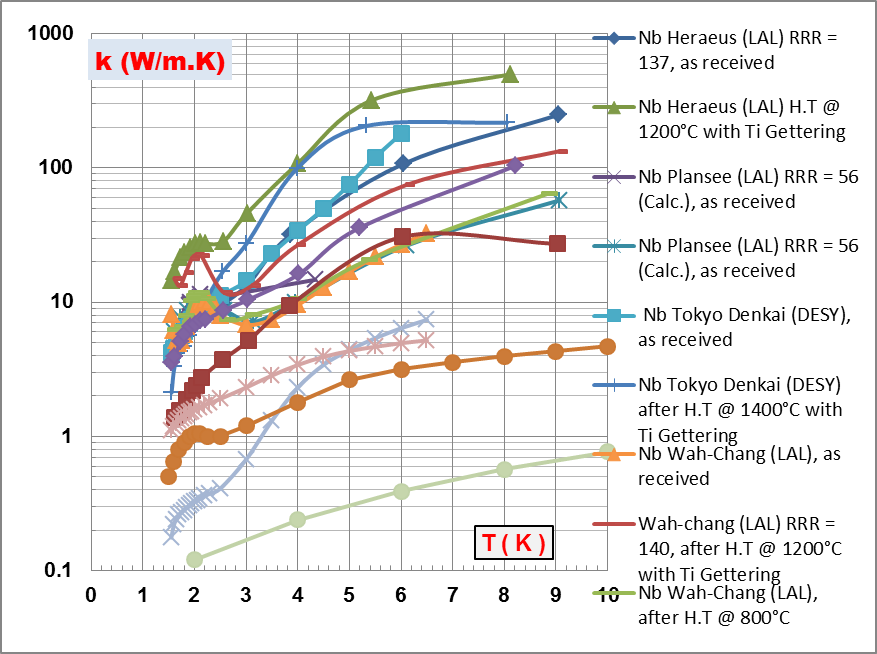 1000
100
10
1
0.1
k (W/m.K)
T ( K )
0 1 2 3 4 5 6 7 8 9 10
Nb Heraeus (LAL) RRR =
137, as received
Nb Heraeus (LAL) H.T @
1200°C with Ti Gettering
Nb Plansee (LAL) RRR = 56
(Calc.), as received
Nb Plansee (LAL) RRR = 56
(Calc.), as received
Nb Tokyo Denkai (DESY),
as received
Nb Tokyo Denkai (DESY)
after H.T @ 1400°C with
Ti Gettering
Nb Wah-Chang (LAL), as
received
Wah-chang (LAL) RRR =
140, after H.T @ 1200°C
with Ti Gettering
Nb Wah-Chang (LAL),
after H.T @ 800°C